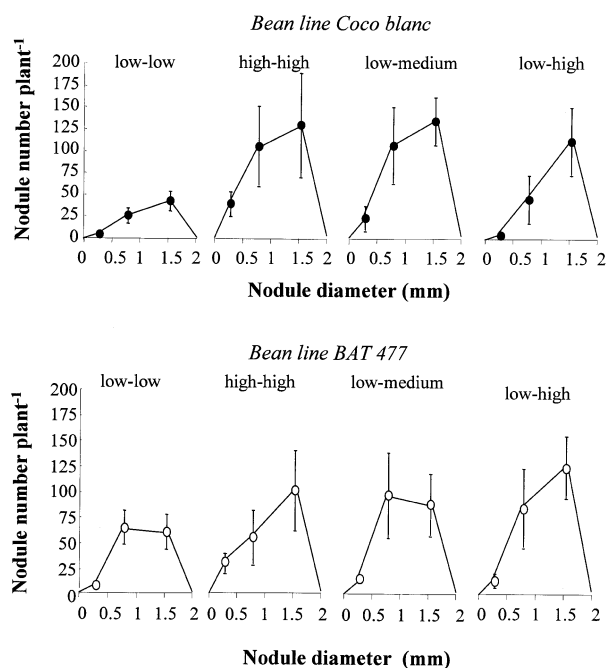 Bean line Coco blanc
low-low high-high low-medium low-high
Nodule number plant⁻¹
200
175
150
125
100
75
50
25
0
0 0.5 1 1.5 2 0 0.5 1 1.5 2 0 0.5 1 1.5 2 0 0.5 1 1.5 2
Nodule diameter (mm)
Bean line BAT 477
low-low high-high low-medium low-high
Nodule number plant⁻¹
200
175
150
125
100
75
50
25
0
0 0.5 1 1.5 2 0 0.5 1 1.5 2 0 0.5 1 1.5 2 0 0.5 1 1.5 2
Nodule diameter (mm)